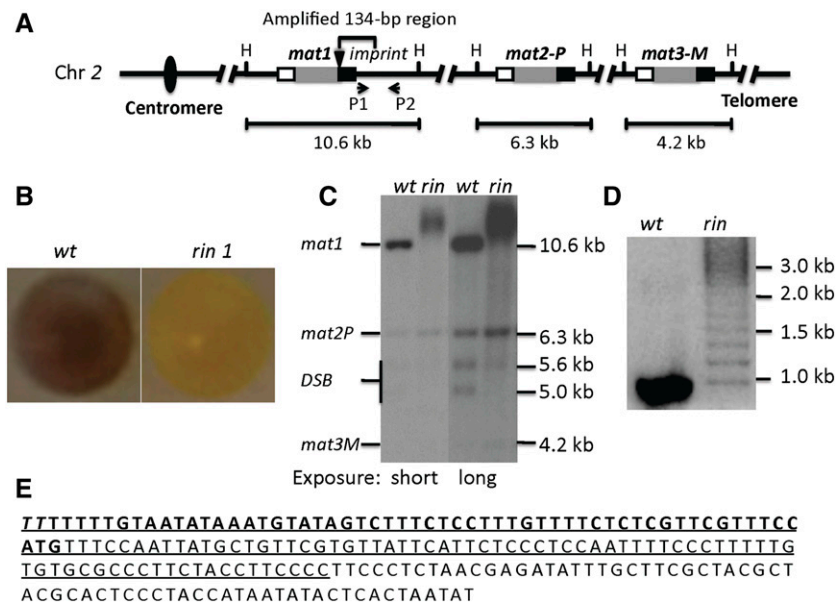 A
Amplified 134-bp region
H mat1 imprint H H mat2-P H mat3-M H
Chr 2
P1 P2
Centromere
Telomere
10.6 kb 6.3 kb 4.2 kb
B
wt rin 1
C
wt rin wt rin
mat1 10.6 kb
mat2P 6.3 kb
5.6 kb
DSB
5.0 kb
mat3M 4.2 kb
Exposure: short long
D
wt rin
3.0 kb
2.0 kb
1.5 kb
1.0 kb
E
TTTTTTTGTAATATAAATGTATAGTCTTTCTCCTTTGTTTTCTCTCGTTCGTTTCC
ATGTTTCCAATTATGCTGTTCGTGTTATTCATTCTCCCTCCAATTTTCCCTTTTTG
TGTGCGCCCTTCTACCTTCCCCTTCCCTCTAACGAGATATTTGCTTCGCTACGCT
ACGCACTCCCTACCATAATATACTCACTAATAT